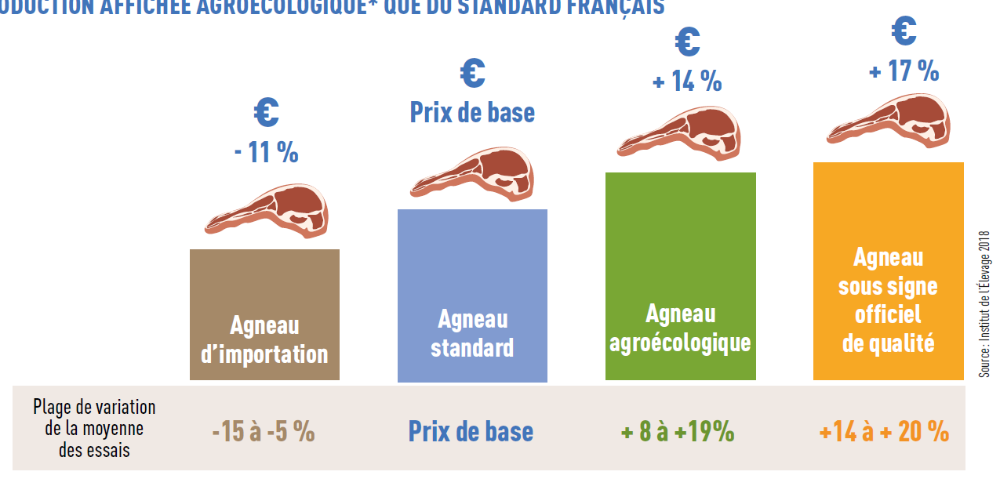 ODUCTION AFFICHÉE AGROÉCOLOGIQUE* QUE DU STANDARD FRANÇAIS
€
- 11 %
€
Prix de base
€
+ 14 %
€
+ 17 %
Agneau
d’importation
Agneau
standard
Agneau
agroécologique
Agneau
sous signe
officiel
de qualité
Source : Institut de l’Élevage 2018
Plage de variation
de la moyenne
des essais
-15 à -5 %
Prix de base
+ 8 à +19%
+14 à + 20 %